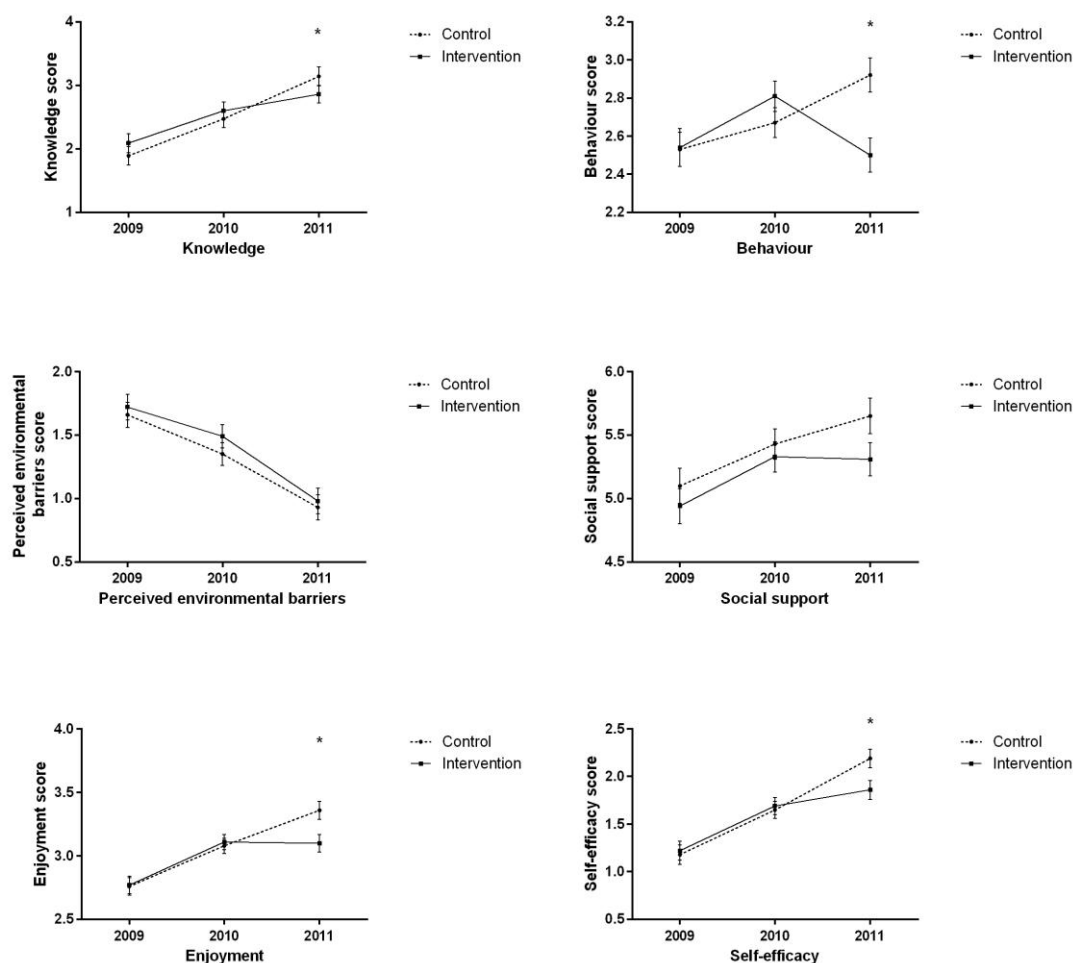 Knowledge score
4
3
2
1
2009 2010 2011
Knowledge
*
Control
Intervention
Behaviour score
3.2
3.0
2.8
2.6
2.4
2.2
2009 2010 2011
Behaviour
*
Control
Intervention
Perceived environmental
barriers score
2.0
1.5
1.0
0.5
2009 2010 2011
Perceived environmental barriers
Control
Intervention
Social support score
6.0
5.5
5.0
4.5
2009 2010 2011
Social support
Control
Intervention
Enjoyment score
4.0
3.5
3.0
2.5
2009 2010 2011
Enjoyment
*
Control
Intervention
Self-efficacy score
2.5
2.0
1.5
1.0
0.5
2009 2010 2011
Self-efficacy
*
Control
Intervention